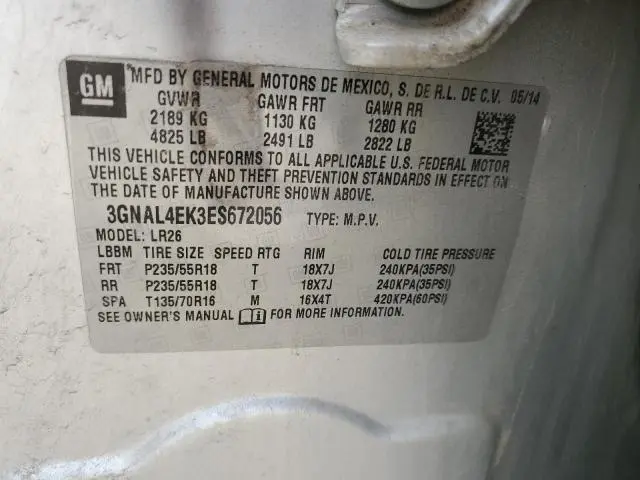 GM
*MFD BY GENERAL MOTORS DE MEXICO, S. DE R.L. DE C.V. 05/14
GVWR GAWR FRT GAWR RR
2189 KG 1130 KG 1280 KG
4825 LB 2491 LB 2822 LB
THIS VEHICLE CONFORMS TO ALL APPLICABLE U.S. FEDERAL MOTOR
VEHICLE SAFETY AND THEFT PREVENTION STANDARDS IN EFFECT ON
THE DATE OF MANUFACTURE SHOWN ABOVE.
3GNAL4EK3ES672056 TYPE: M.P.V.
MODEL: LR26
LBBM TIRE SIZE SPEED RTG RIM COLD TIRE PRESSURE
FRT P235/55R18 T 18X7J 240KPA(35PSI)
RR P235/55R18 T 18X7J 240KPA(35PSI)
SPA T135/70R16 M 16X4T 420KPA(60PSI)
SEE OWNER'S MANUAL i FOR MORE INFORMATION.